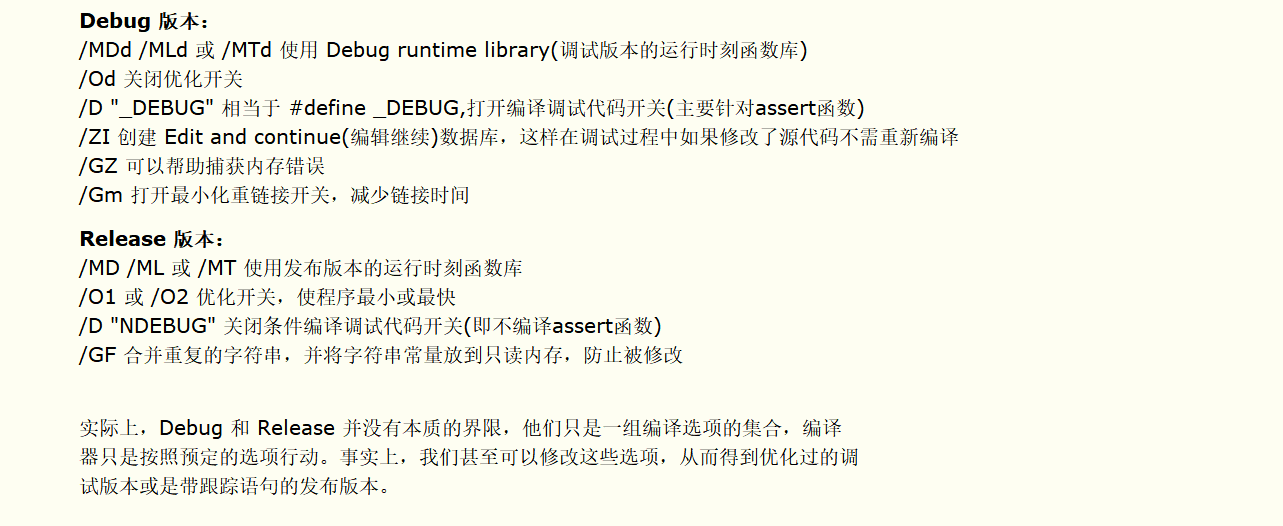 Debug 版本：
/MDd /MLd 或 /MTd 使用 Debug runtime library(调试版本的运行时刻函数库)
/Od 关闭优化开关
/D "_DEBUG" 相当于 #define _DEBUG,打开编译调试代码开关(主要针对assert函数)
/ZI 创建 Edit and continue(编辑继续)数据库，这样在调试过程中如果修改了源代码不需重新编译
/GZ 可以帮助捕获内存错误
/Gm 打开最小化重链接开关，减少链接时间
Release 版本：
/MD /ML 或 /MT 使用发布版本的运行时刻函数库
/O1 或 /O2 优化开关，使程序最小或最快
/D "NDEBUG" 关闭条件编译调试代码开关(即不编译assert函数)
/GF 合并重复的字符串，并将字符串常量放到只读内存，防止被修改
实际上，Debug 和 Release 并没有本质的界限，他们只是一组编译选项的集合，编译
器只是按照预定的选项行动。事实上，我们甚至可以修改这些选项，从而得到优化过的调
试版本或是带跟踪语句的发布版本。